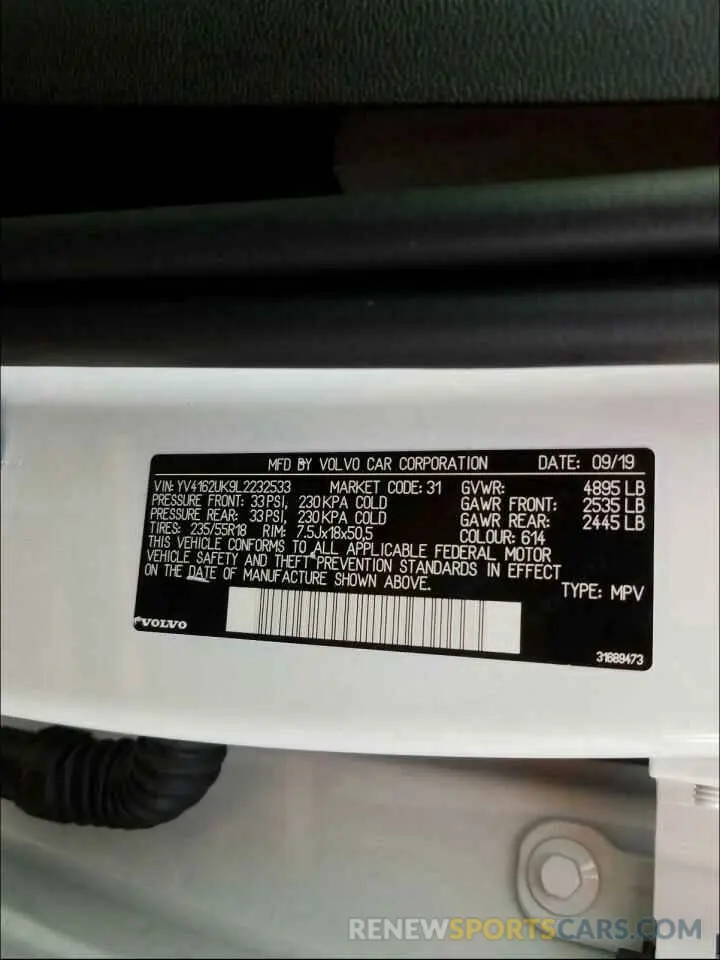 MFD BY VOLVO CAR CORPORATION DATE: 09/19
VIN: YV4162UK9L2232533 MARKET CODE: 31 GVWR: 4895 LB
PRESSURE FRONT: 33 PSI, 230 KPA COLD GAWR FRONT: 2535 LB
PRESSURE REAR: 33 PSI, 230 KPA COLD GAWR REAR: 2445 LB
TIRES: 235/55R18 RIM: 7.5Jx18x50,5 COLOUR: 614
THIS VEHICLE CONFORMS TO ALL APPLICABLE FEDERAL MOTOR
VEHICLE SAFETY AND THEFT PREVENTION STANDARDS IN EFFECT
ON THE DATE OF MANUFACTURE SHOWN ABOVE.
TYPE: MPV
VOLVO
31689473
RENEWSPORTSCARS.COM